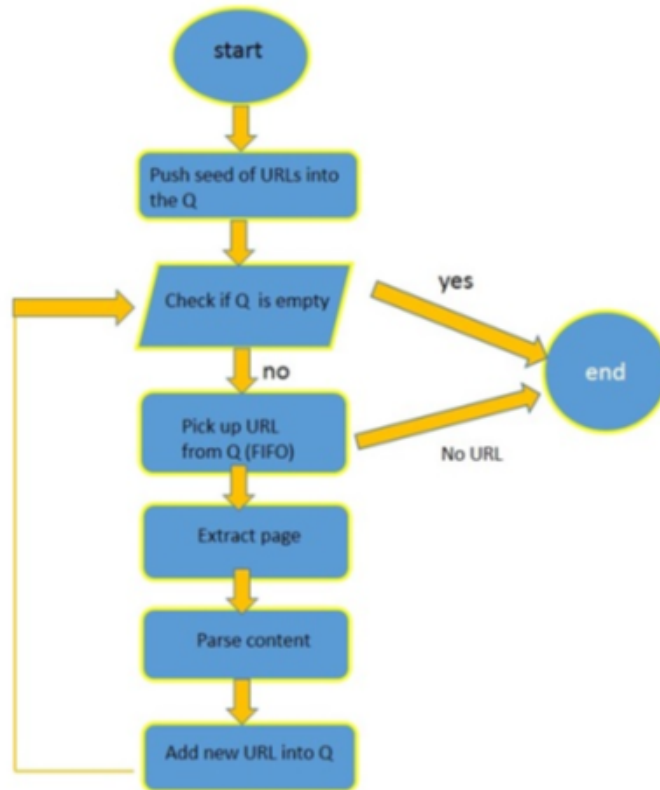 start
Push seed of URLs into
the Q
Check if Q is empty
yes
end
no
Pick up URL
from Q (FIFO)
No URL
Extract page
Parse content
Add new URL into Q